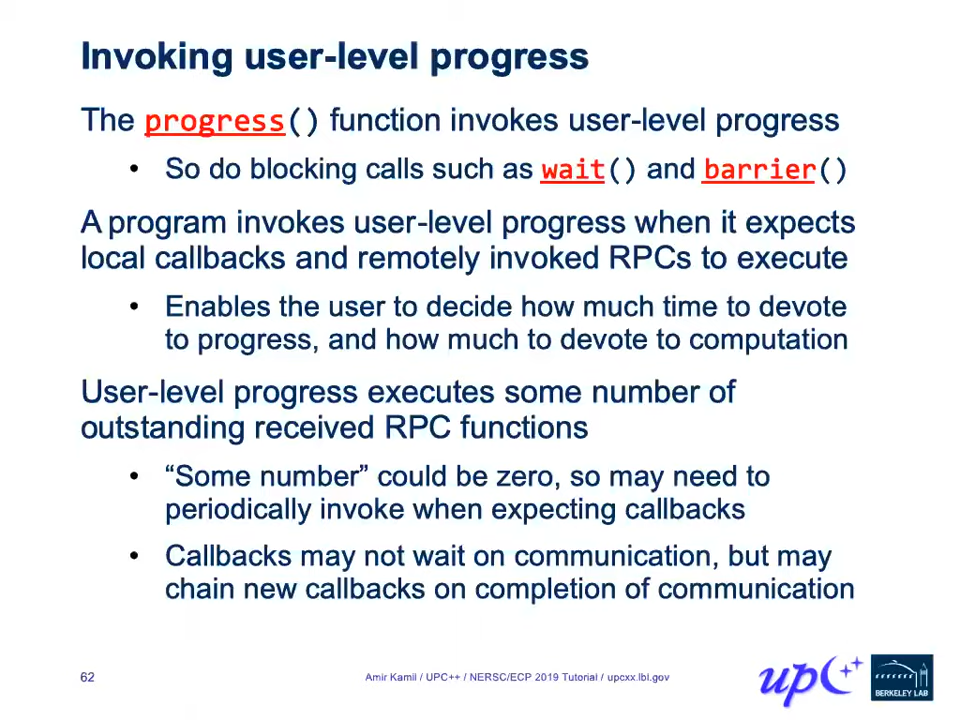 Invoking user-level progress
The progress() function invokes user-level progress
• So do blocking calls such as wait() and barrier()
A program invokes user-level progress when it expects
local callbacks and remotely invoked RPCs to execute
• Enables the user to decide how much time to devote
to progress, and how much to devote to computation
User-level progress executes some number of
outstanding received RPC functions
• “Some number” could be zero, so may need to
periodically invoke when expecting callbacks
• Callbacks may not wait on communication, but may
chain new callbacks on completion of communication
62
Amir Kamil / UPC++ / NERSC/ECP 2019 Tutorial / upcxx.lbl.gov
upc++
BERKELEY LAB